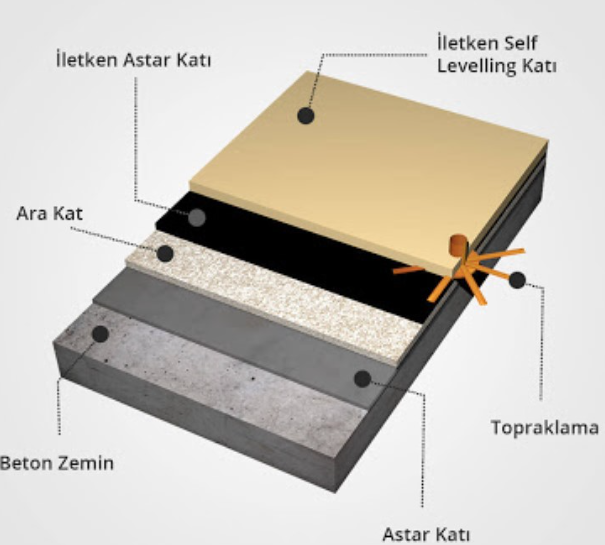 İletken Self
Levelling Katı
İletken Astar Katı
Ara Kat
Topraklama
Beton Zemin
Astar Katı